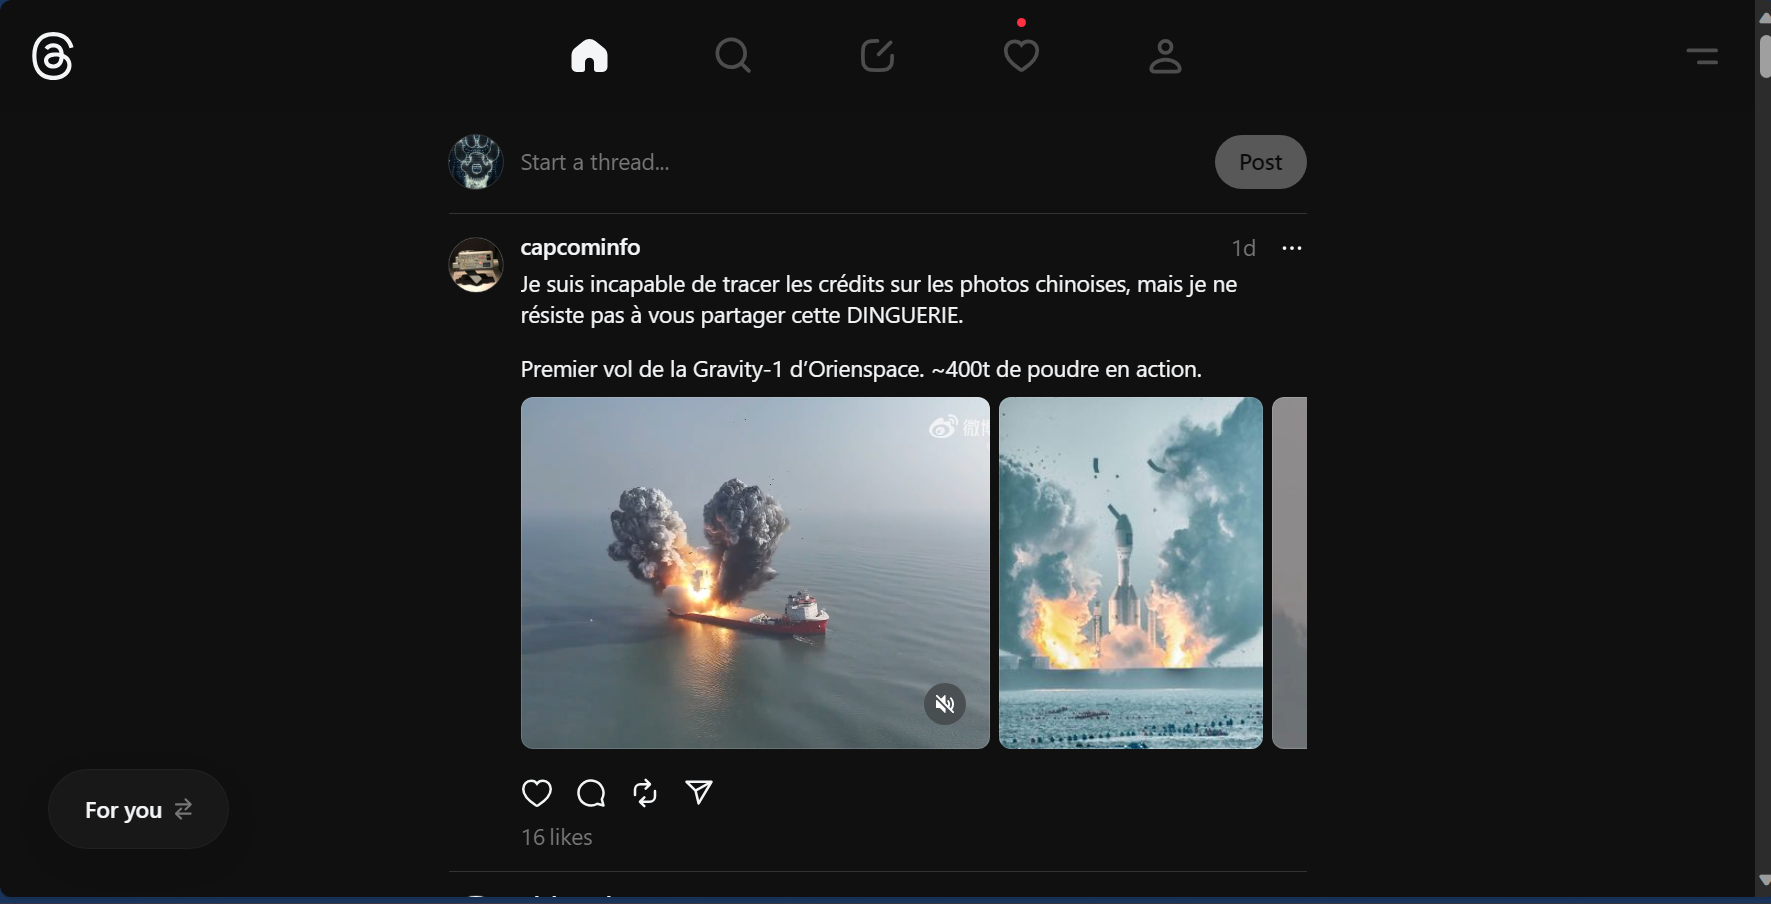 Start a thread...
Post
capcominfo
1d
Je suis incapable de tracer les crédits sur les photos chinoises, mais je ne
résiste pas à vous partager cette DINGUERIE.
Premier vol de la Gravity-1 d’Orienspace. ~400t de poudre en action.
16 likes
For you